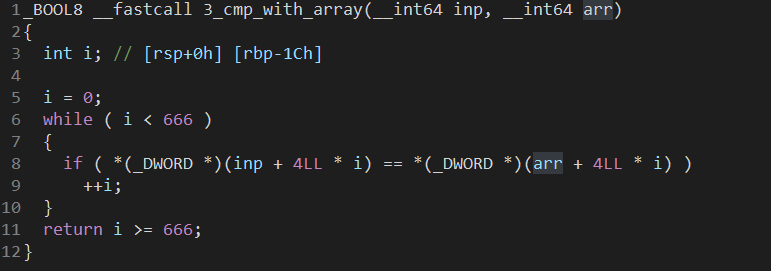 1 _BOOL8 __fastcall 3_cmp_with_array(__int64 inp, __int64 arr)
2 {
3   int i; // [rsp+0h] [rbp-1Ch]
4
5   i = 0;
6   while ( i < 666 )
7   {
8     if ( *(_DWORD *)(inp + 4LL * i) == *(_DWORD *)(arr + 4LL * i) )
9       ++i;
10   }
11   return i >= 666;
12 }